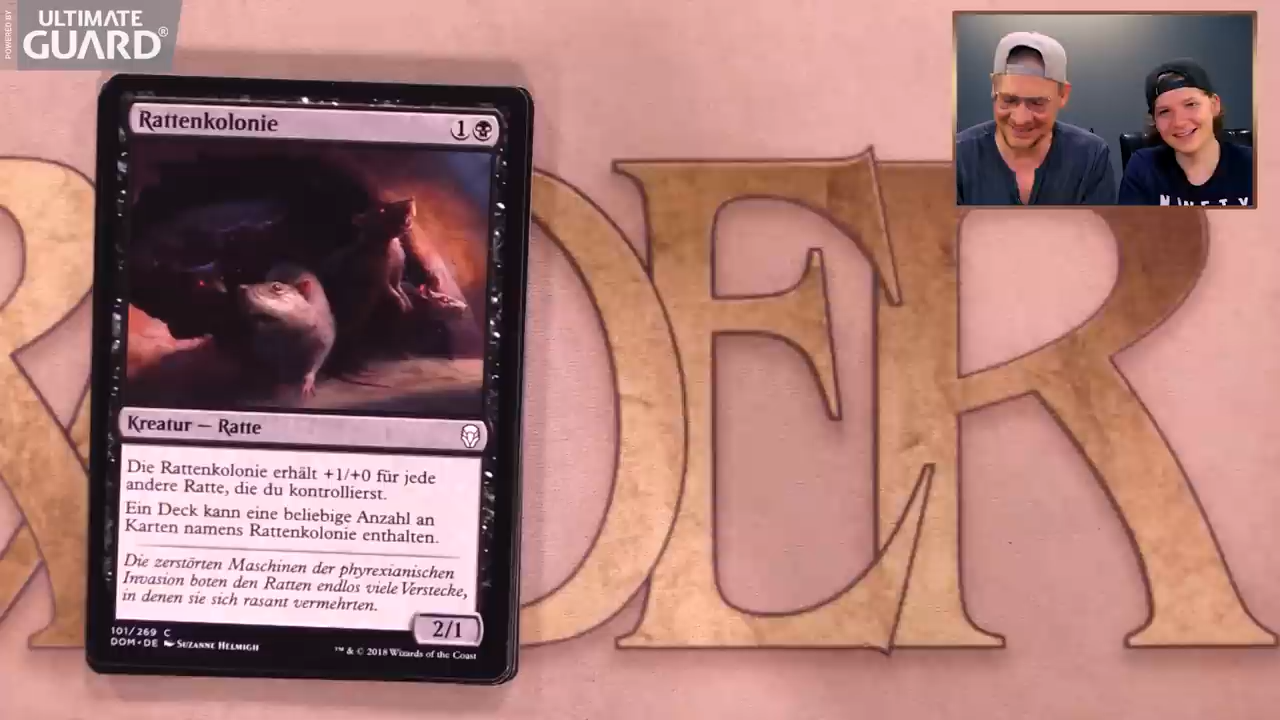 POWERED BY
ULTIMATE
GUARD®
Rattenkolonie
1
Kreatur — Ratte
Die Rattenkolonie erhält +1/+0 für jede
andere Ratte, die du kontrollierst.
Ein Deck kann eine beliebige Anzahl an
Karten namens Rattenkolonie enthalten.
Die zerstörten Maschinen der phyrexianischen
Invasion boten den Ratten endlos viele Verstecke,
in denen sie sich rasant vermehrten.
2/1
101/269 C
DOM • DE SUZANNE HELMIGH
™ & © 2018 Wizards of the Coast
DER
NINETY